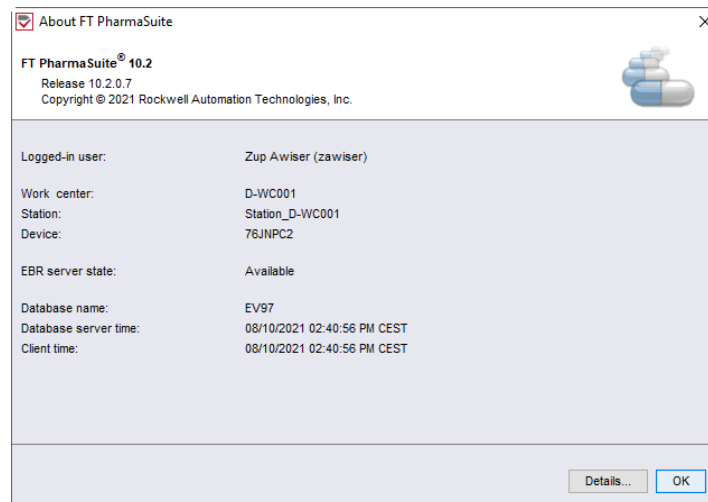 About FT PharmaSuite
FT PharmaSuite® 10.2
Release 10.2.0.7
Copyright © 2021 Rockwell Automation Technologies, Inc.
Logged-in user: Zup Awiser (zawiser)
Work center: D-WC001
Station: Station_D-WC001
Device: 76JNPC2
EBR server state: Available
Database name: EV97
Database server time: 08/10/2021 02:40:56 PM CEST
Client time: 08/10/2021 02:40:56 PM CEST
Details... OK